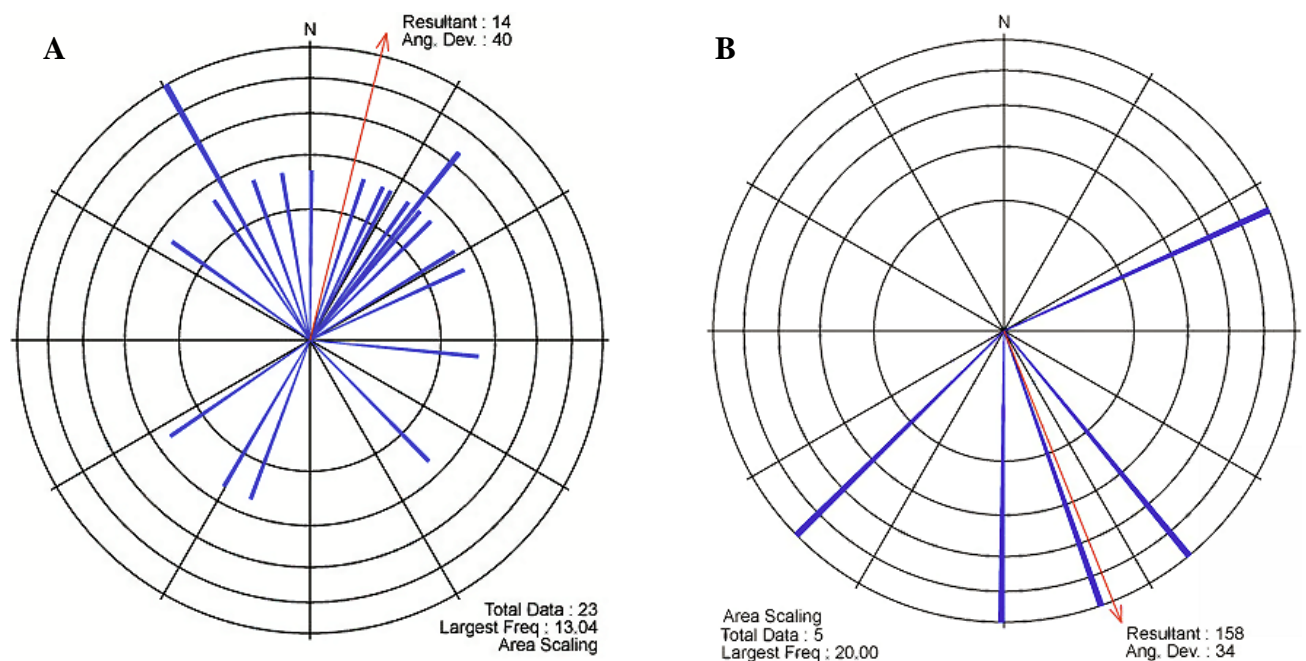 A
N
Resultant : 14
Ang. Dev. : 40
Total Data : 23
Largest Freq : 13.04
Area Scaling
B
N
Area Scaling
Total Data : 5
Largest Freq : 20.00
Resultant : 158
Ang. Dev. : 34